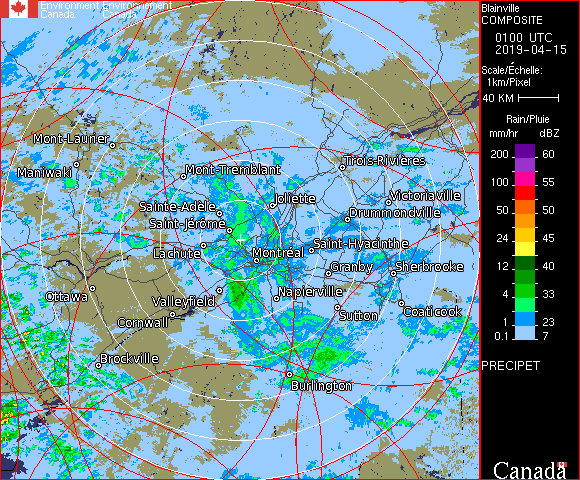 Environment Environnement
Canada Canada
Blainville
COMPOSITE
0100 UTC
2019-04-15
Scale/Échelle:
1km/Pixel
40 KM
Rain/Pluie
mm/hr dBZ
200 60
100 55
50 50
24 45
12 40
4 33
1 23
0.1 7
PRECIPET
Canada
Mont-Laurier
Maniwaki
Mont-Tremblant
Trois-Rivières
Sainte-Adele
Joliette
Victoriaville
Saint-Jérôme
Drummondville
Lachute
Montréal
Saint-Hyacinthe
Granby
Sherbrooke
Ottawa
Valleyfield
Napierville
Cornwall
Sutton
Coaticook
Brockville
Burlington